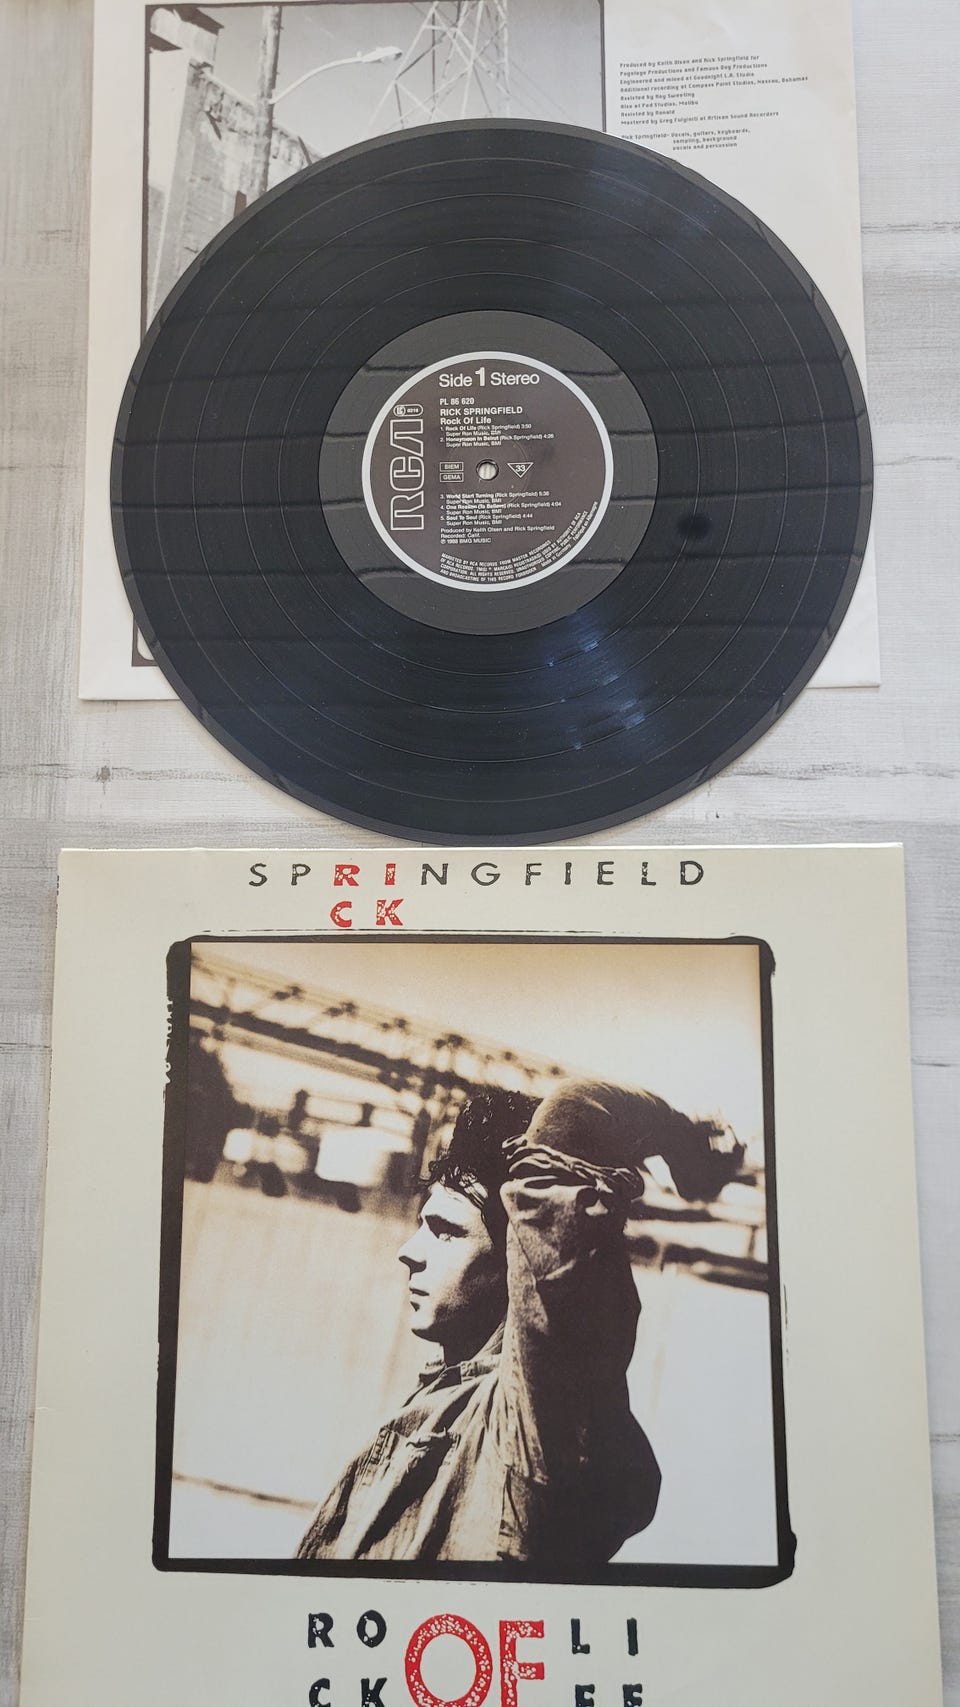 Produced by Keith Olsen and Rick Springfield for
Pogologo Productions and Famous Dog Productions
Engineered and mixed at Goodnight L.A. Studio
Additional recording at Compass Point Studios, Nassau, Bahamas
Assisted by Roy Sweeting
Also at Pod Studios, Malibu
Assisted by Ronald
Mastered by Greg Fulginiti at Artisan Sound Recorders
Rick Springfield- Vocals, guitars, keyboards,
sampling, background
vocals and percussion
Side 1 Stereo
PL 86 620
RICK SPRINGFIELD
Rock Of Life
1. Rock Of Life (Rick Springfield) 3:50
Super Ron Music, BMI
2. Honeymoon In Beirut (Rick Springfield) 4:28
Super Ron Music, BMI
RCA
0316
BIEM
GEMA
33
3. World Start Turning (Rick Springfield) 5:36
Super Ron Music, BMI
4. One Reason (To Believe) (Rick Springfield) 4:04
Super Ron Music, BMI
5. Soul To Soul (Rick Springfield) 4:44
Super Ron Music, BMI
Produced by Keith Olsen and Rick Springfield
Recorded: Calif.
℗ 1988 BMG MUSIC
SPRINGFIELD
CK
RO OF LI
CK FE